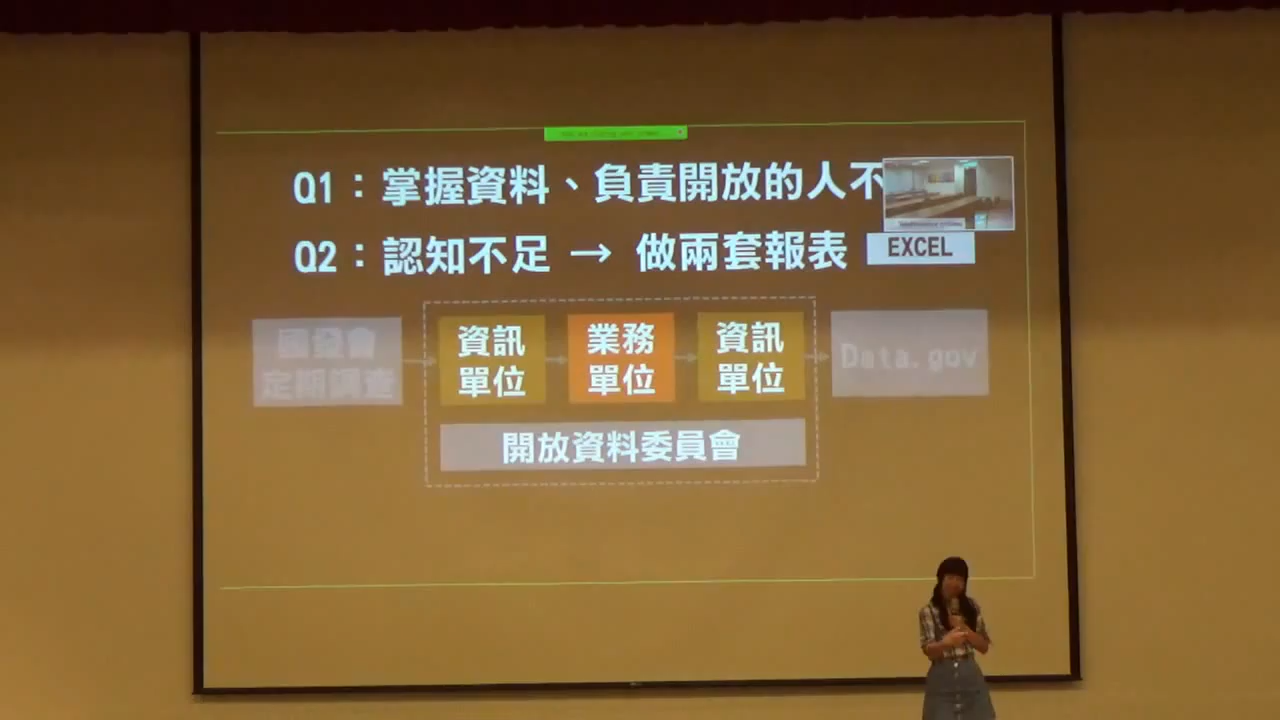 Q1：掌握資料、負責開放的人不
Q2：認知不足 → 做兩套報表 EXCEL
國發會
定期調查
資訊
單位
業務
單位
資訊
單位
Data.gov
開放資料委員會